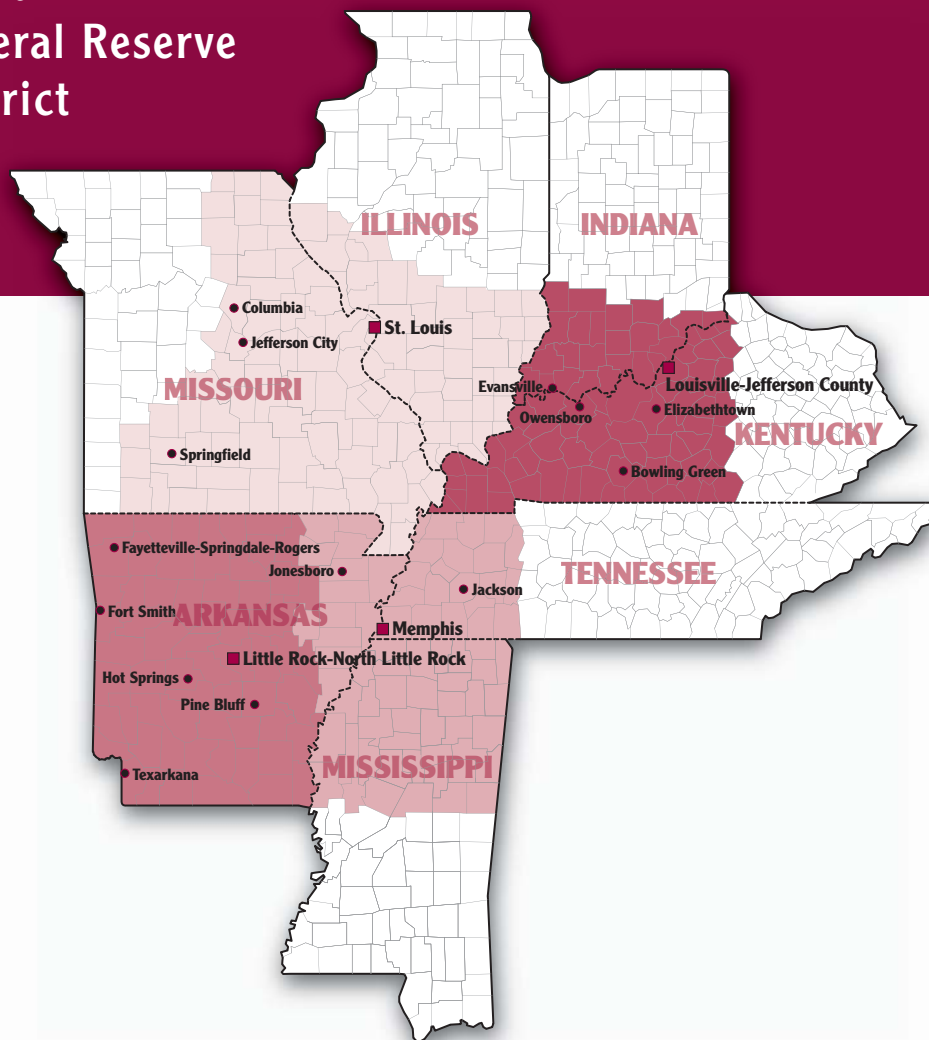 eral Reserve
rict
ILLINOIS
INDIANA
Columbia
St. Louis
Jefferson City
MISSOURI
Evansville
Louisville-Jefferson County
Owensboro
Elizabethtown
KENTUCKY
Springfield
Bowling Green
Fayetteville-Springdale-Rogers
Jonesboro
TENNESSEE
Jackson
Fort Smith
ARKANSAS
Memphis
Little Rock-North Little Rock
Hot Springs
Pine Bluff
MISSISSIPPI
Texarkana